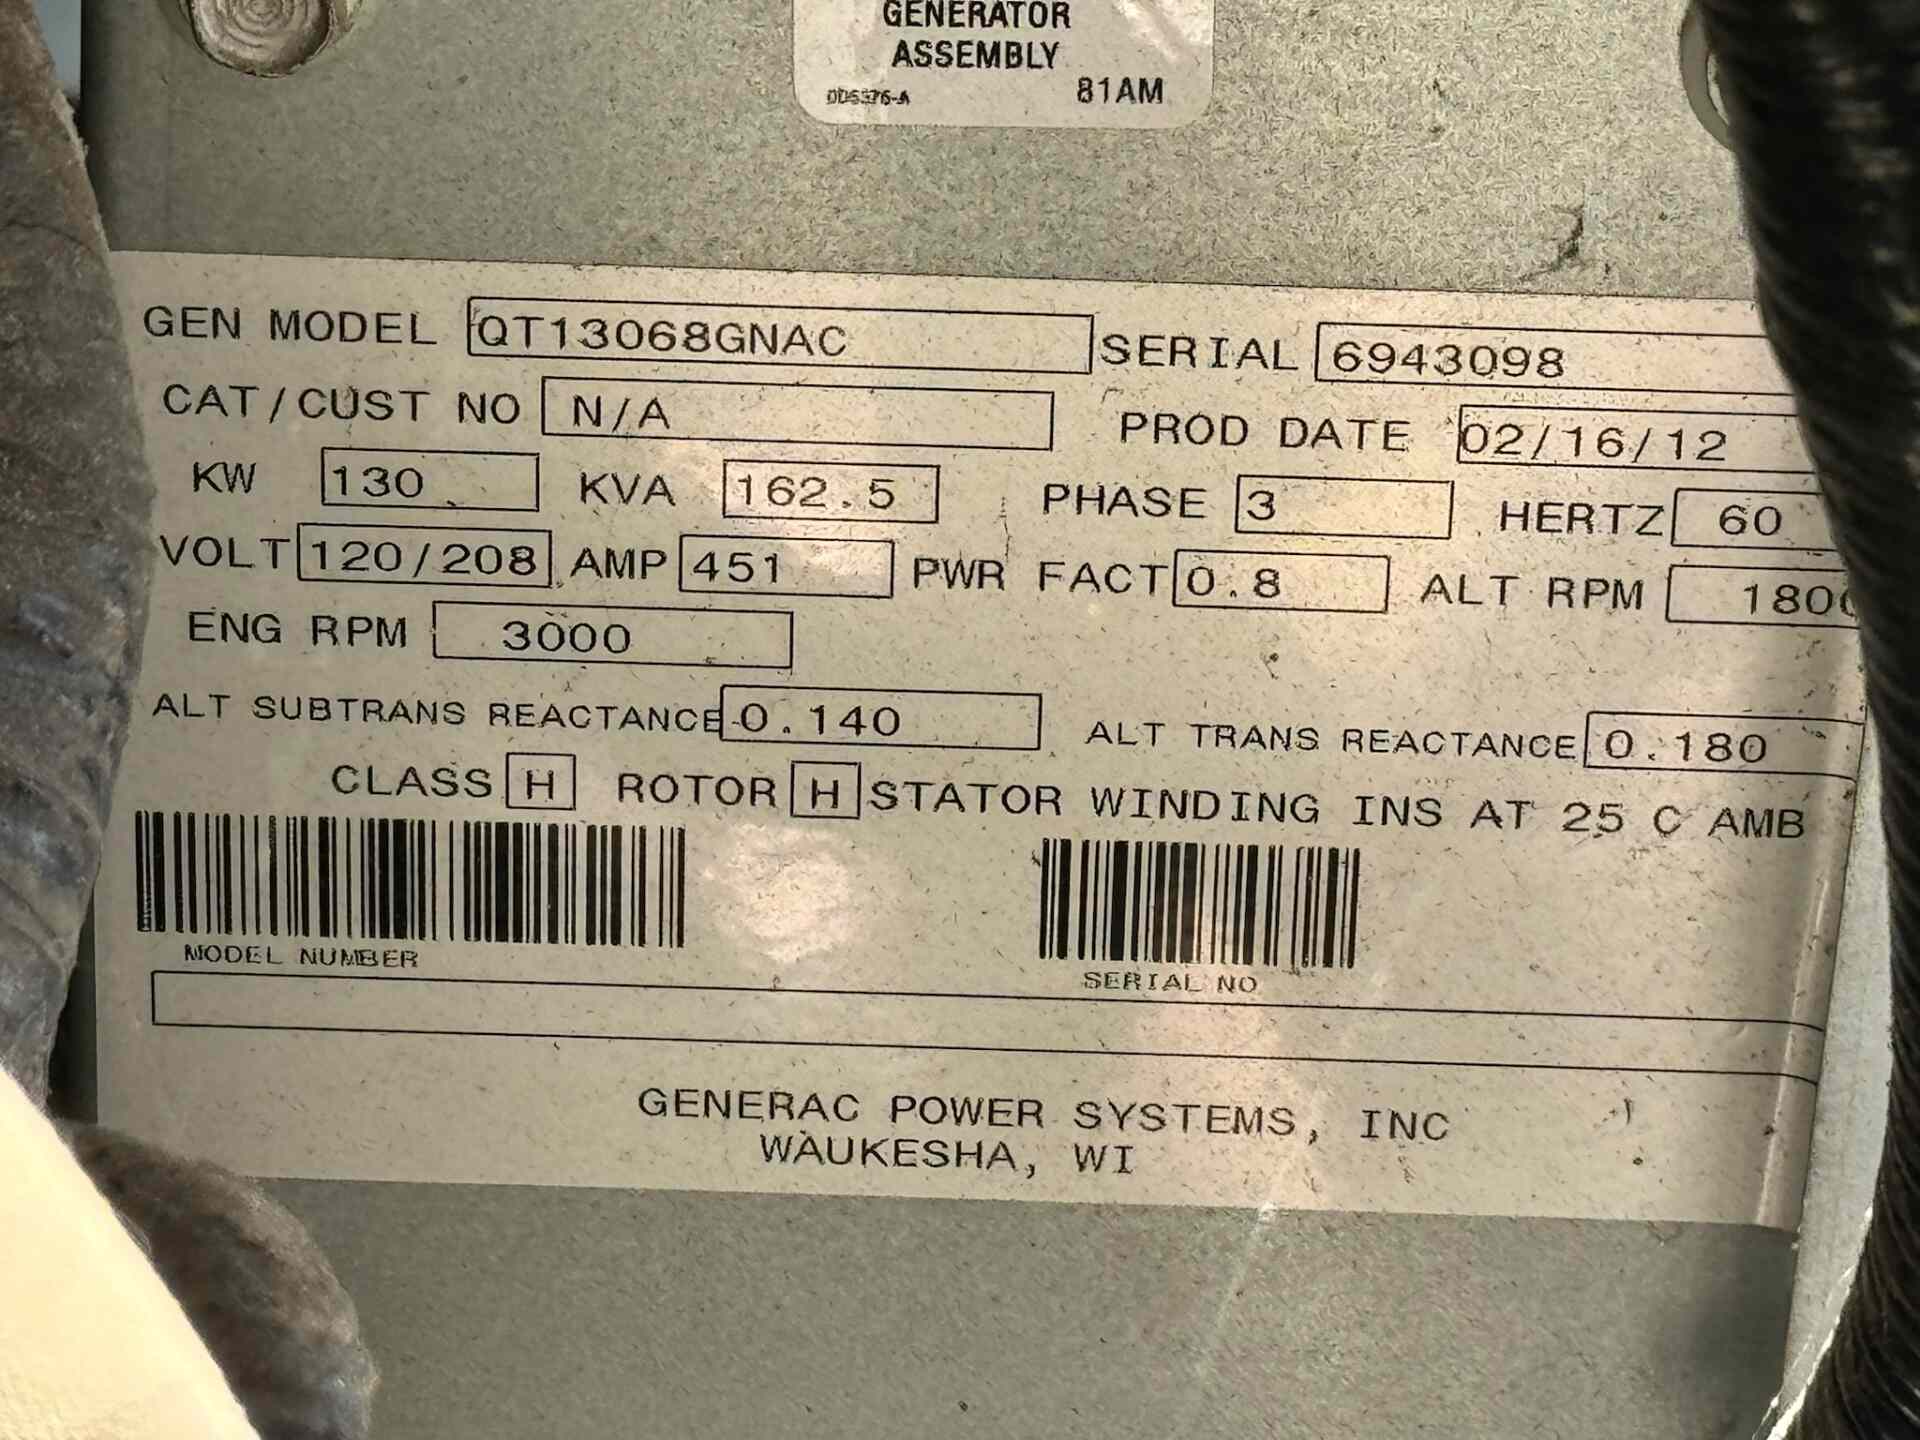 GENERATOR
ASSEMBLY
0D5376-A 81AM
GEN MODEL QT13068GNAC SERIAL 6943098
CAT/CUST NO N/A PROD DATE 02/16/12
KW 130 KVA 162.5 PHASE 3 HERTZ 60
VOLT 120/208 AMP 451 PWR FACT 0.8 ALT RPM 1800
ENG RPM 3000
ALT SUBTRANS REACTANCE 0.140 ALT TRANS REACTANCE 0.180
CLASS H ROTOR H STATOR WINDING INS AT 25 C AMB
MODEL NUMBER SERIAL NO
GENERAC POWER SYSTEMS, INC
WAUKESHA, WI